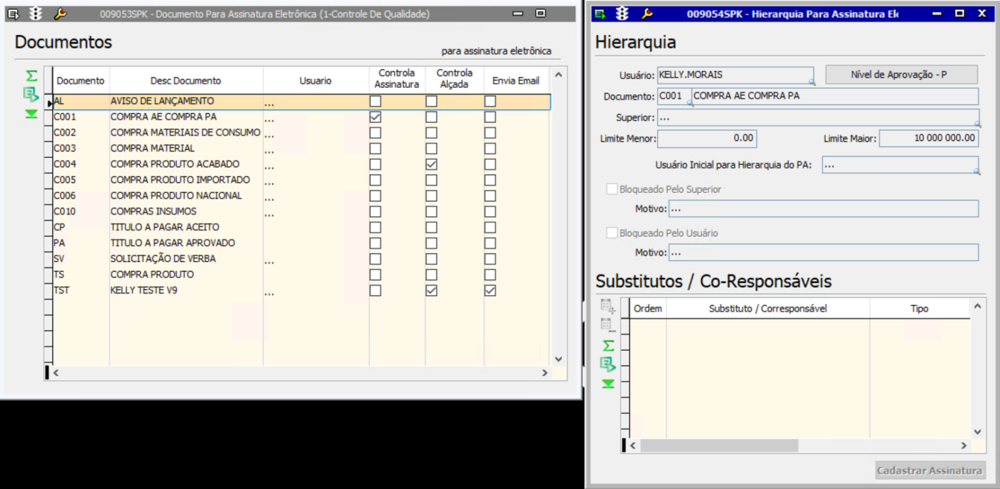 009053SPK - Documento Para Assinatura Eletrônica (1-Controle De Qualidade)
Documentos
para assinatura eletrônica
Documento Desc Documento Usuario Controla Assinatura Controla Alçada Envia Email
AL AVISO DE LANÇAMENTO ...
C001 COMPRA AE COMPRA PA ...
C002 COMPRA MATERIAIS DE CONSUMO ...
C003 COMPRA MATERIAL ...
C004 COMPRA PRODUTO ACABADO ...
C005 COMPRA PRODUTO IMPORTADO ...
C006 COMPRA PRODUTO NACIONAL ...
C010 COMPRAS INSUMOS ...
CP TITULO A PAGAR ACEITO
PA TITULO A PAGAR APROVADO
SV SOLICITAÇÃO DE VERBA ...
TS COMPRA PRODUTO
TST KELLY TESTE V9 ...
009054SPK - Hierarquia Para Assinatura Ele
Hierarquia
Usuário: KELLY.MORAIS Nível de Aprovação - P
Documento: C001 COMPRA AE COMPRA PA
Superior: ...
Limite Menor: 0.00 Limite Maior: 10 000 000.00
Usuário Inicial para Hierarquia do PA: ...
Bloqueado Pelo Superior
Motivo: ...
Bloqueado Pelo Usuário
Motivo: ...
Substitutos / Co-Responsáveis
Ordem Substituto / Corresponsável Tipo
Cadastrar Assinatura